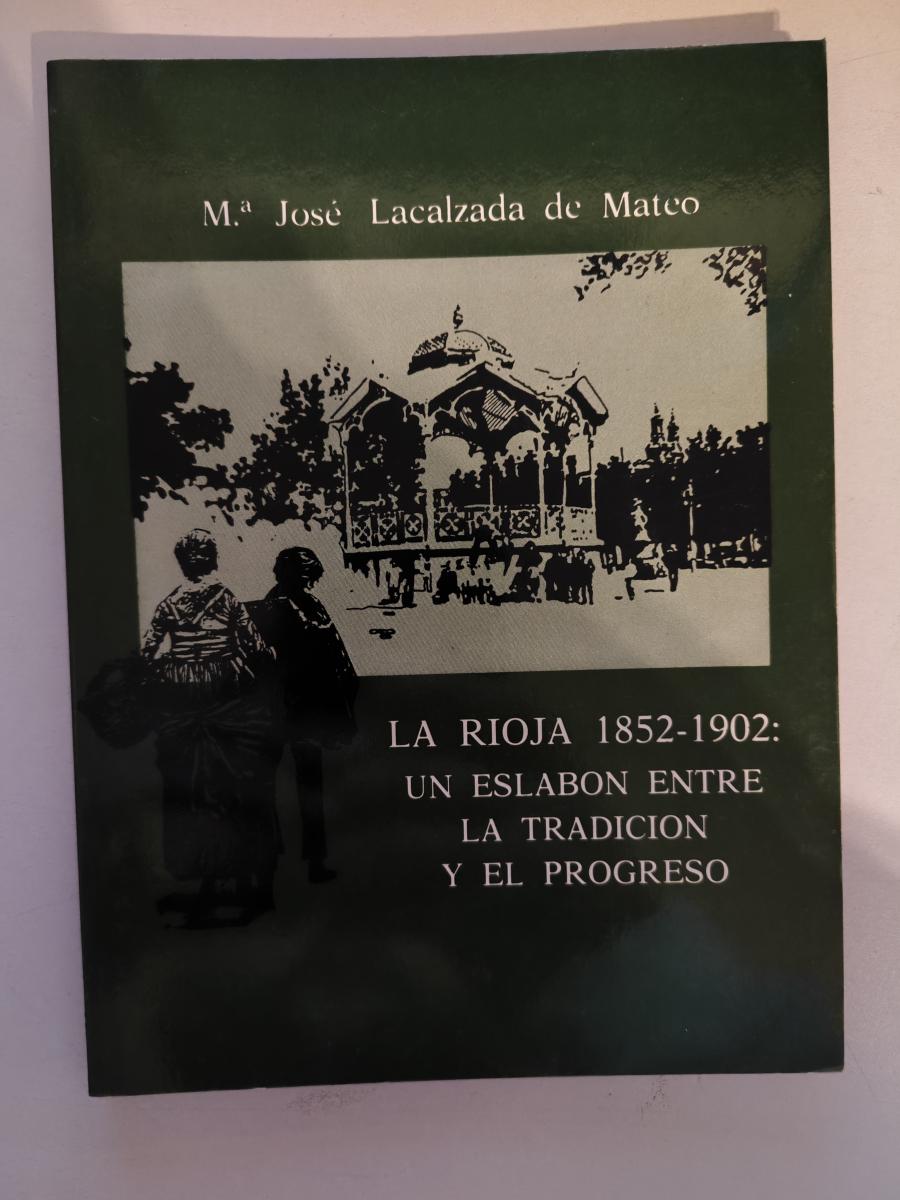 M.ª José Lacalzada de Mateo
LA RIOJA 1852-1902:
UN ESLABON ENTRE
LA TRADICION
Y EL PROGRESO